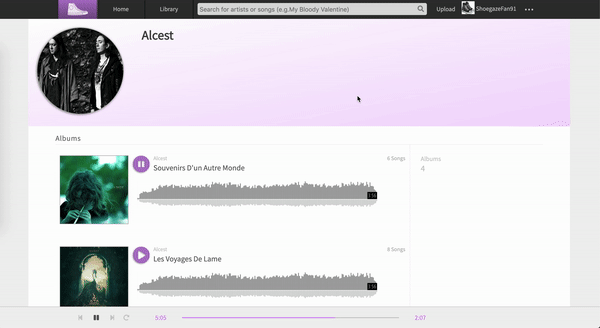 Home Library Search for artists or songs (e.g.My Bloody Valentine) Upload ShoegazeFan91
Alcest
Albums
Alcest 6 Songs
Souvenirs D'un Autre Monde
Albums
4
Alcest 8 Songs
Les Voyages De Lame
5:05 2:07